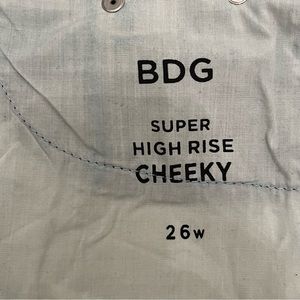 BDG
SUPER
HIGH RISE
CHEEKY
26w